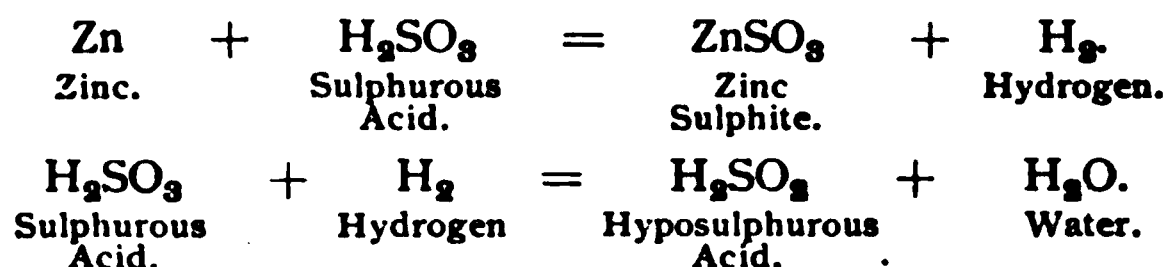 Zn + H₂SO₃ = ZnSO₃ + H₂.
Zinc. Sulphurous Zinc Hydrogen.
Acid. Sulphite.
H₂SO₃ + H₂ = H₂SO₂ + H₂O.
Sulphurous Hydrogen Hyposulphurous Water.
Acid. Acid.